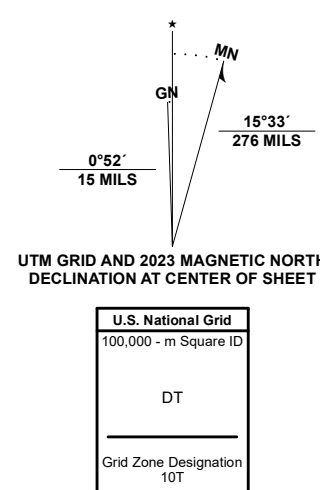 ★
MN
GN
15°33´
276 MILS
0°52´
15 MILS
UTM GRID AND 2023 MAGNETIC NORTH
DECLINATION AT CENTER OF SHEET
U.S. National Grid
100,000 - m Square ID
DT
Grid Zone Designation
10T